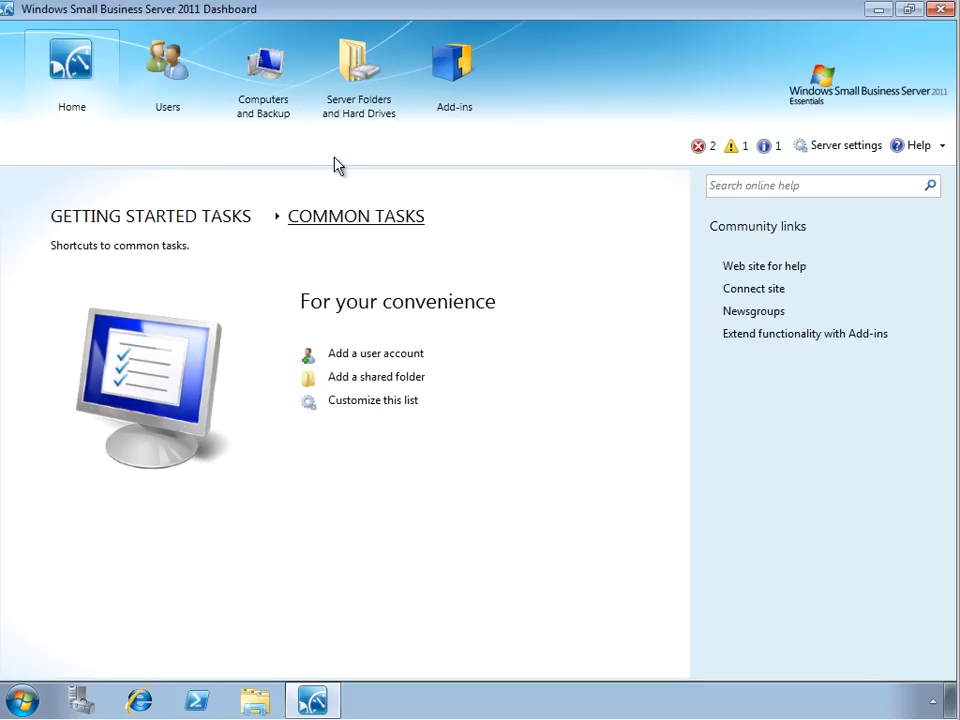 Windows Small Business Server 2011 Dashboard
Home
Users
Computers
and Backup
Server Folders
and Hard Drives
Add-ins
Windows Small Business Server 2011
Essentials
2
1
1
Server settings
Help
Search online help
GETTING STARTED TASKS
COMMON TASKS
Shortcuts to common tasks.
For your convenience
Add a user account
Add a shared folder
Customize this list
Community links
Web site for help
Connect site
Newsgroups
Extend functionality with Add-ins